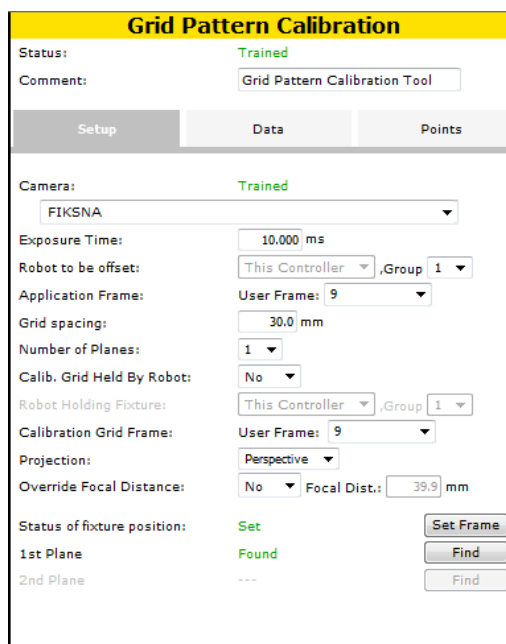 Grid Pattern Calibration
Status: Trained
Comment: Grid Pattern Calibration Tool
Setup Data Points
Camera: Trained
FIKSNA
Exposure Time: 10.000 ms
Robot to be offset: This Controller ,Group 1
Application Frame: User Frame: 9
Grid spacing: 30.0 mm
Number of Planes: 1
Calib. Grid Held By Robot: No
Robot Holding Fixture: This Controller ,Group 1
Calibration Grid Frame: User Frame: 9
Projection: Perspective
Override Focal Distance: No Focal Dist.: 39.9 mm
Status of fixture position: Set Set Frame
1st Plane Found Find
2nd Plane --- Find